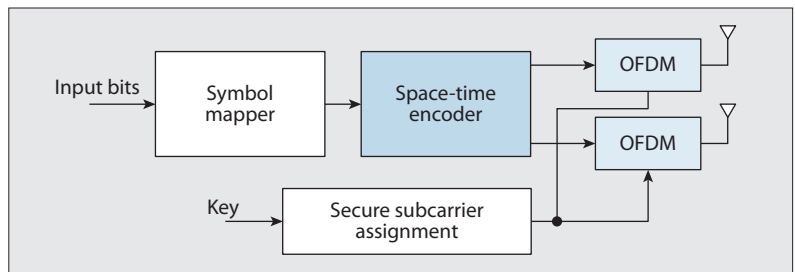 Input bits
Symbol
mapper
Space-time
encoder
OFDM
OFDM
Key
Secure subcarrier
assignment